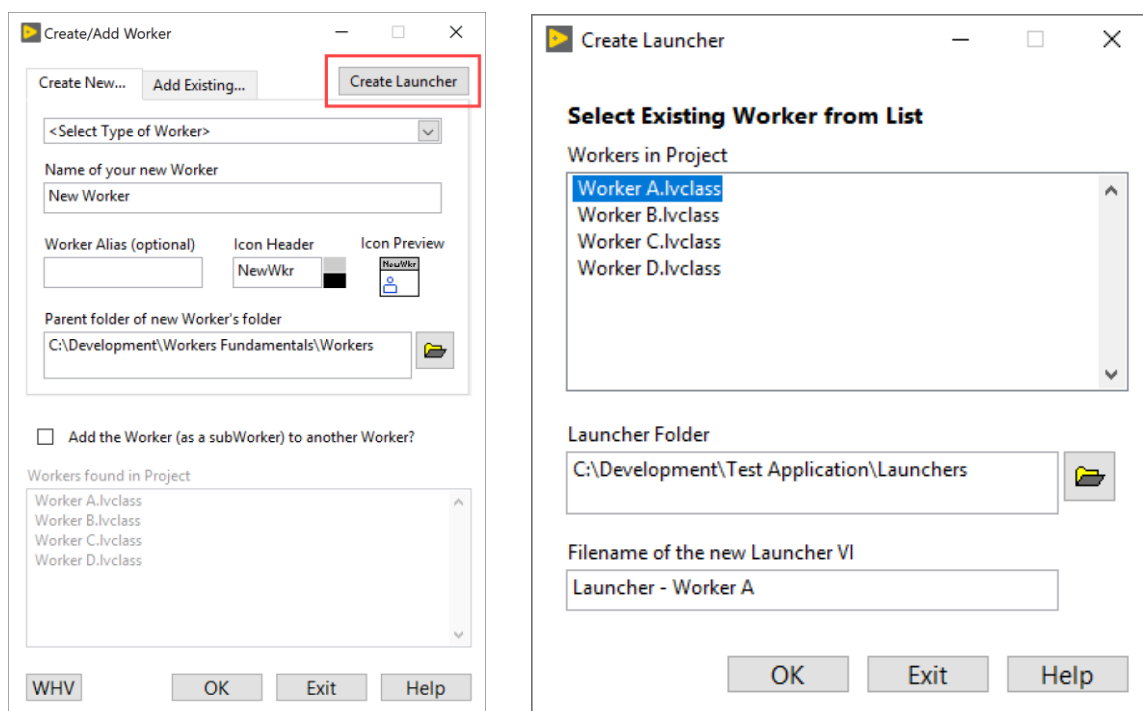 Create/Add Worker
Create New...
Add Existing...
Create Launcher
<Select Type of Worker>
Name of your new Worker
New Worker
Worker Alias (optional)
Icon Header
Icon Preview
NewWkr
NewWkr
Parent folder of new Worker's folder
C:\Development\Workers Fundamentals\Workers
Add the Worker (as a subWorker) to another Worker?
Workers found in Project
Worker A.lvclass
Worker B.lvclass
Worker C.lvclass
Worker D.lvclass
WHV
OK
Exit
Help
Create Launcher
Select Existing Worker from List
Workers in Project
Worker A.lvclass
Worker B.lvclass
Worker C.lvclass
Worker D.lvclass
Launcher Folder
C:\Development\Test Application\Launchers
Filename of the new Launcher VI
Launcher - Worker A
OK
Exit
Help